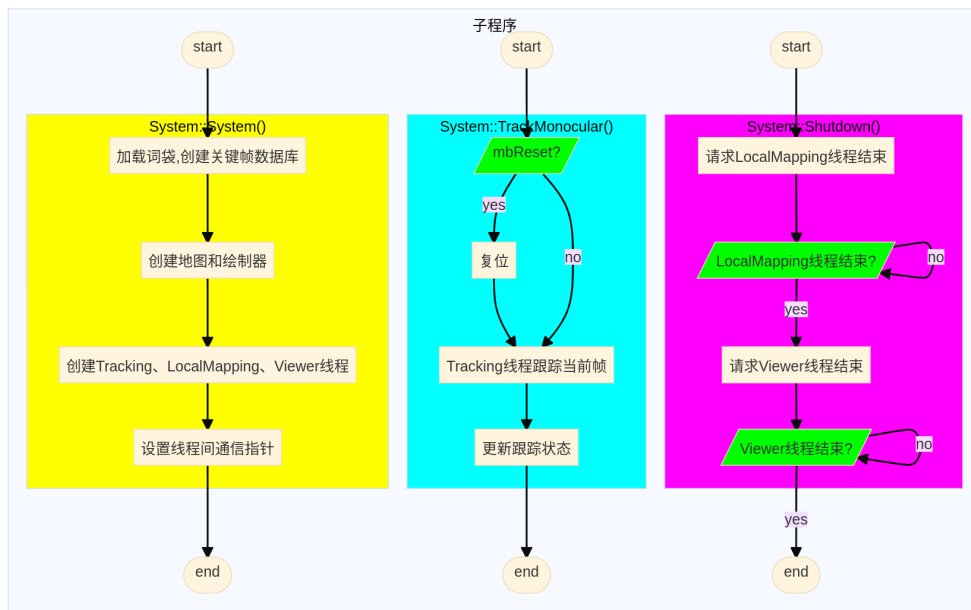 子程序
start
start
start
System::System()
加载词袋,创建关键帧数据库
创建地图和绘制器
创建Tracking、LocalMapping、Viewer线程
设置线程间通信指针
end
System::TrackMonocular()
mbReset?
yes
复位
no
Tracking线程跟踪当前帧
更新跟踪状态
end
System::Shutdown()
请求LocalMapping线程结束
LocalMapping线程结束?
no
yes
请求Viewer线程结束
Viewer线程结束?
no
yes
end